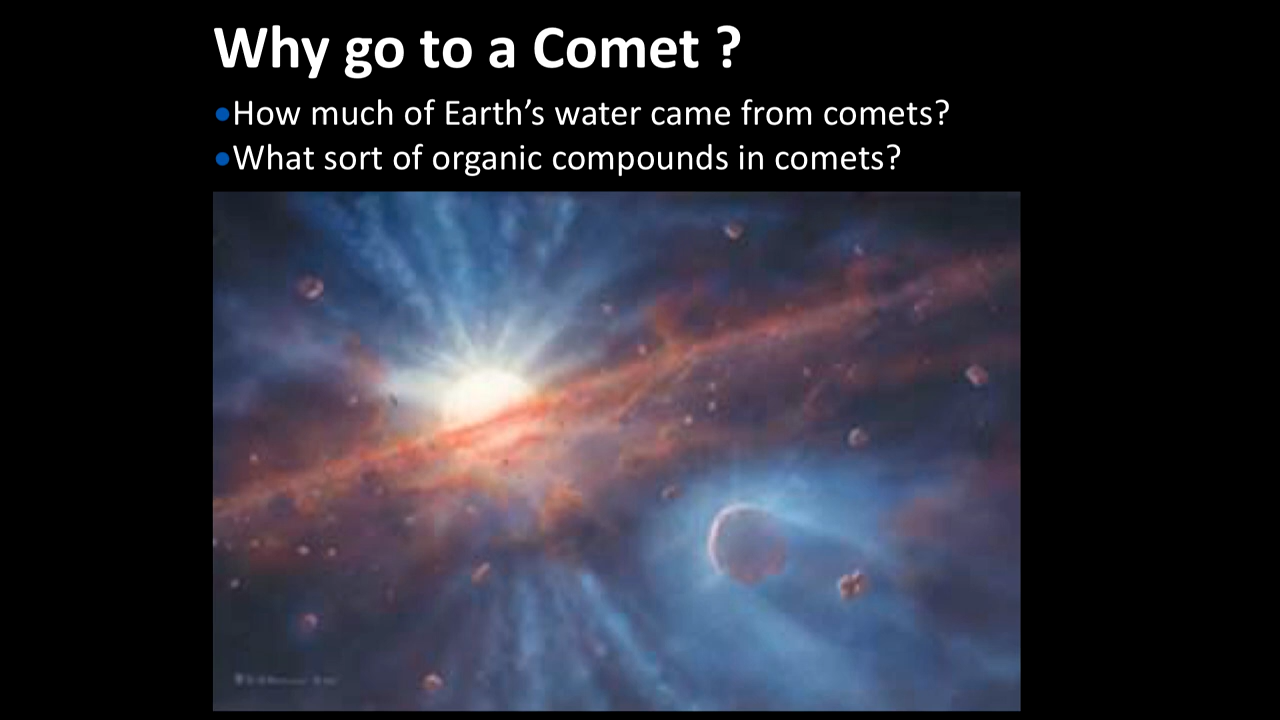 Why go to a Comet ?
●How much of Earth’s water came from comets?
●What sort of organic compounds in comets?